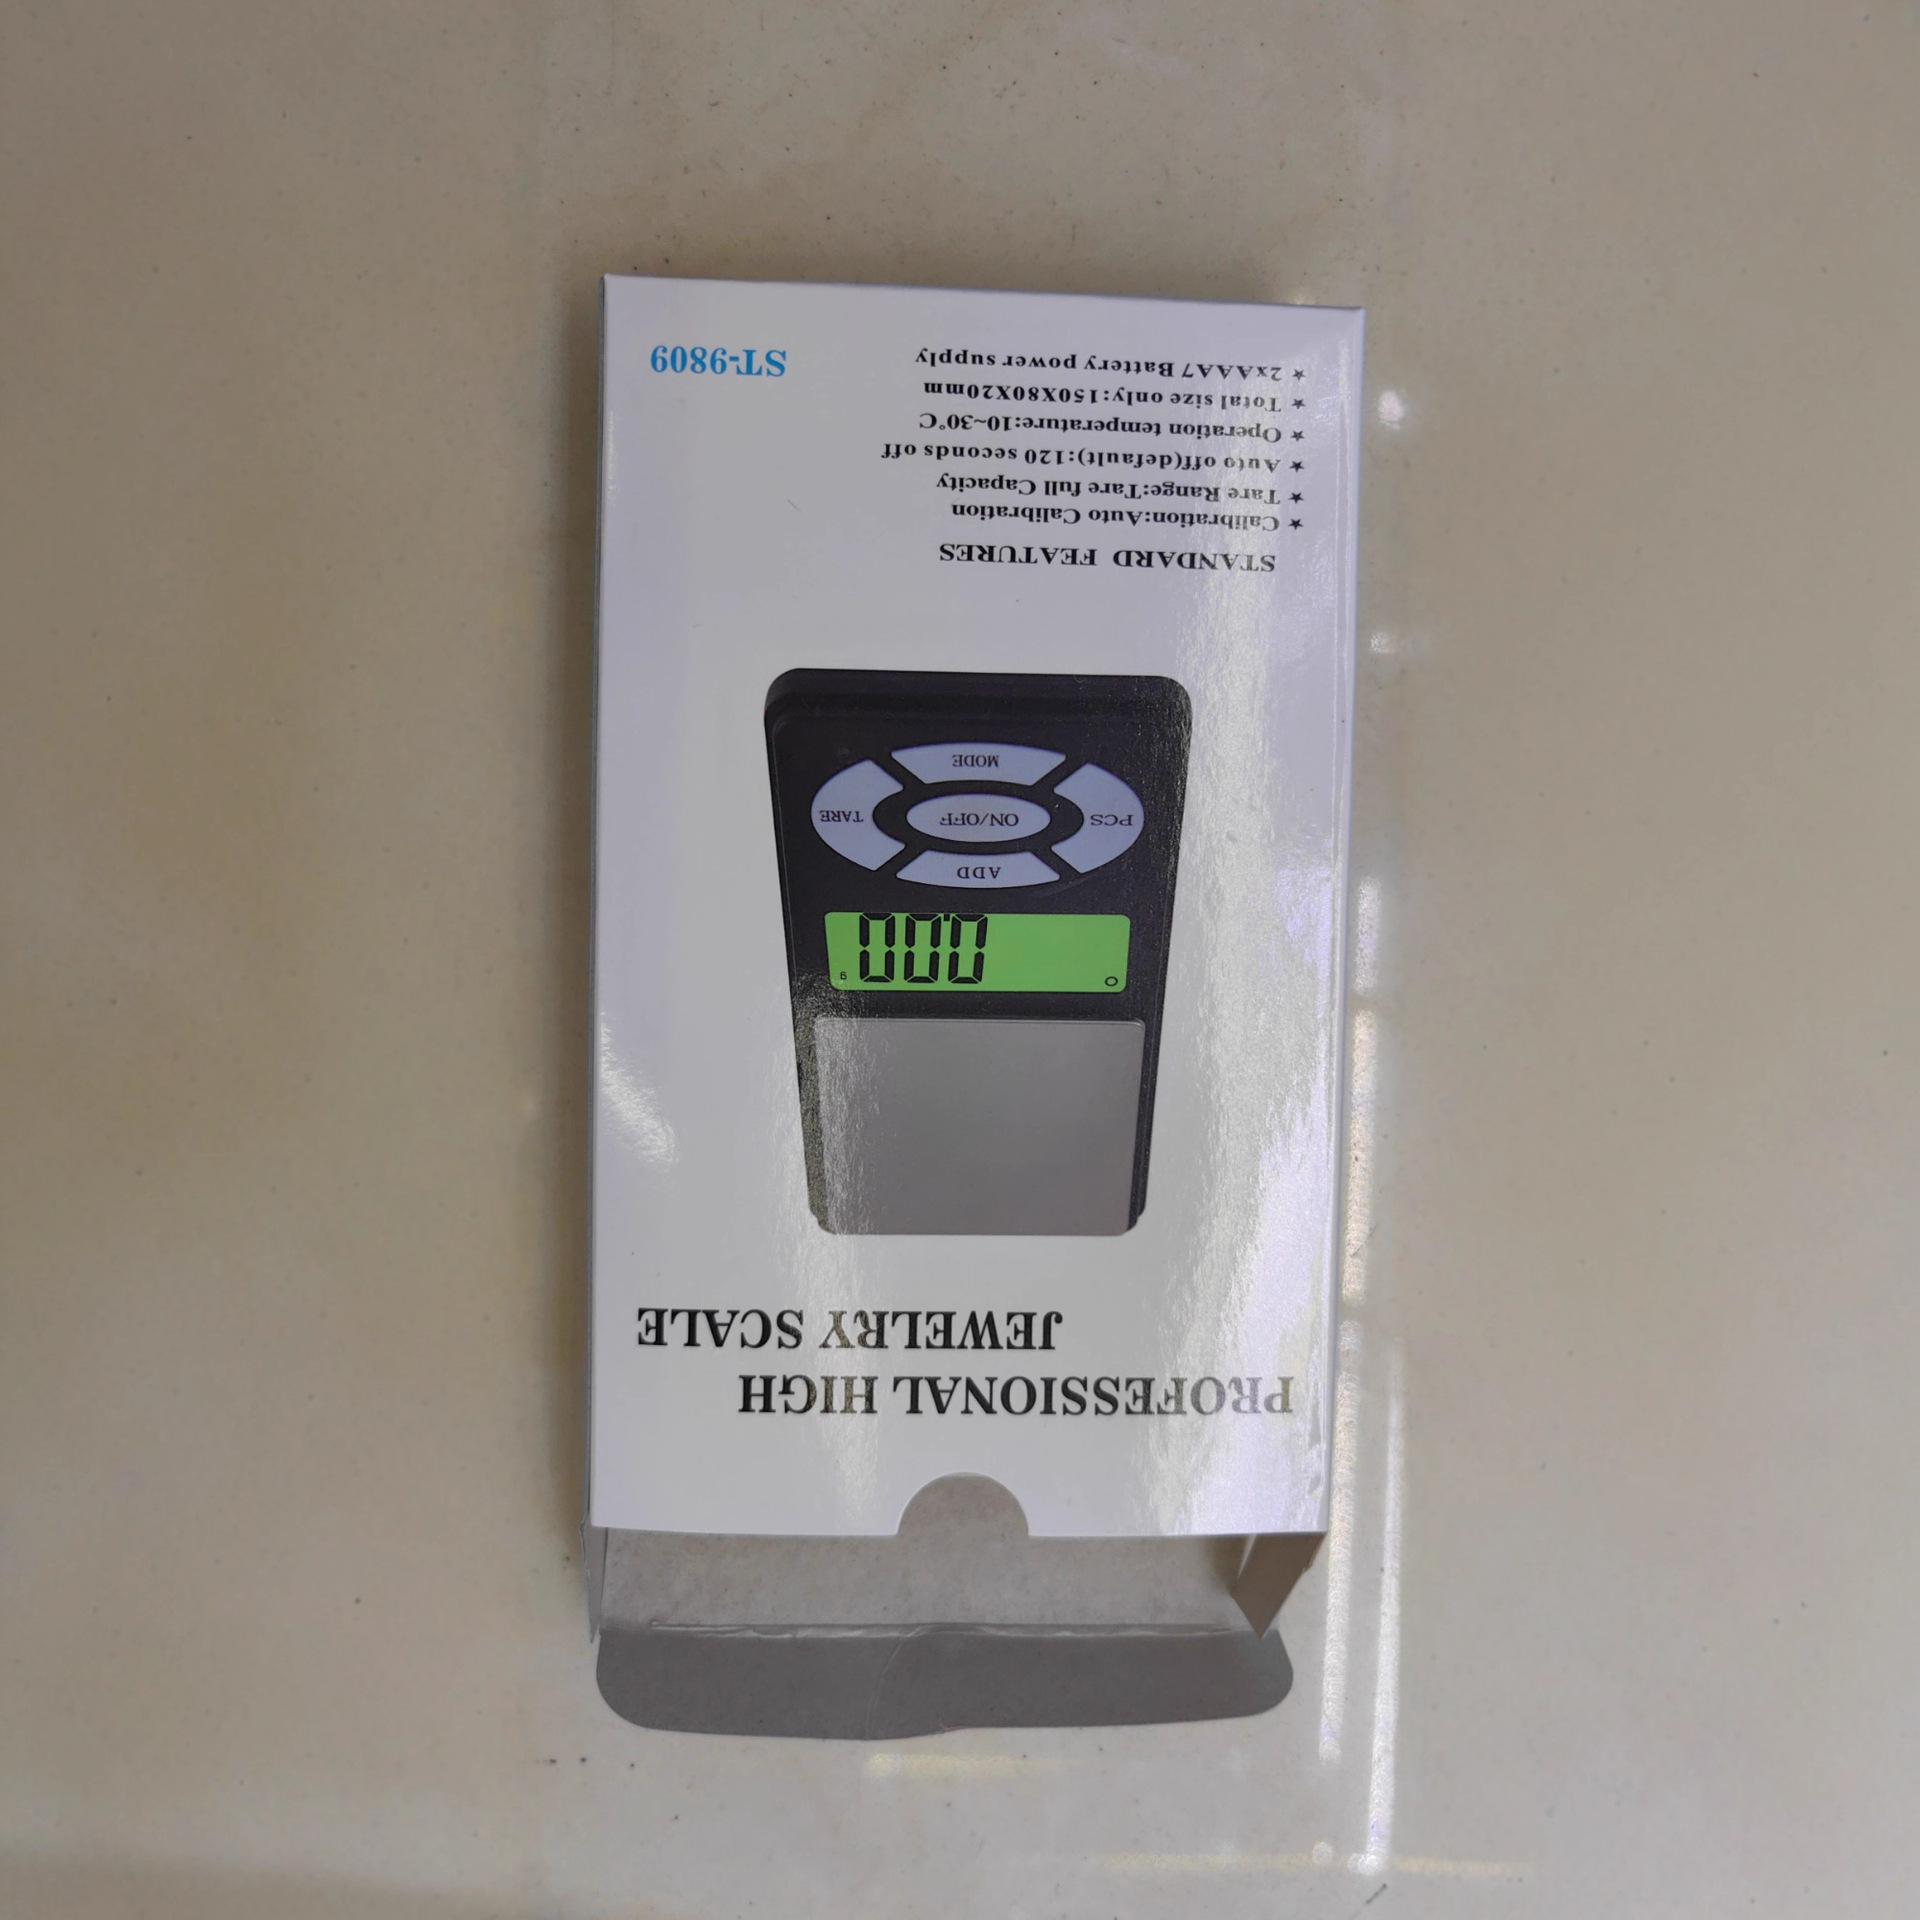 PROFESSIONAL HIGH
JEWELRY SCALE
O
0.00 g
ADD
PCS
ON/OFF
TARE
MODE
STANDARD FEATURES
★ Calibration:Auto Calibration
★ Tare Range:Tare full Capacity
★ Auto off(default):120 seconds off
★ Operation temperature:10~30°C
★ Total size only:150X80X20mm
★ 2xAAA7 Battery power supply
ST-9809